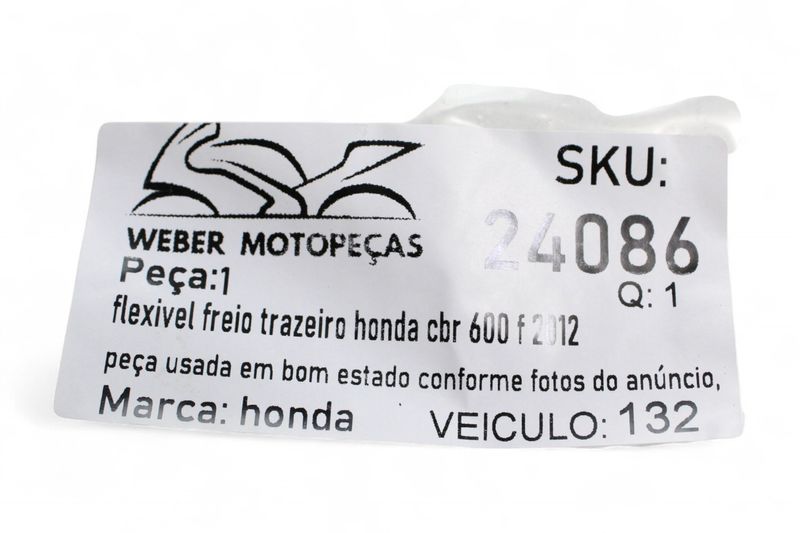 WEBER MOTOPEÇAS
SKU:
24086
Q: 1
Peça:1
flexivel freio trazeiro honda cbr 600 f 2012
peça usada em bom estado conforme fotos do anúncio,
Marca: honda
VEICULO: 132